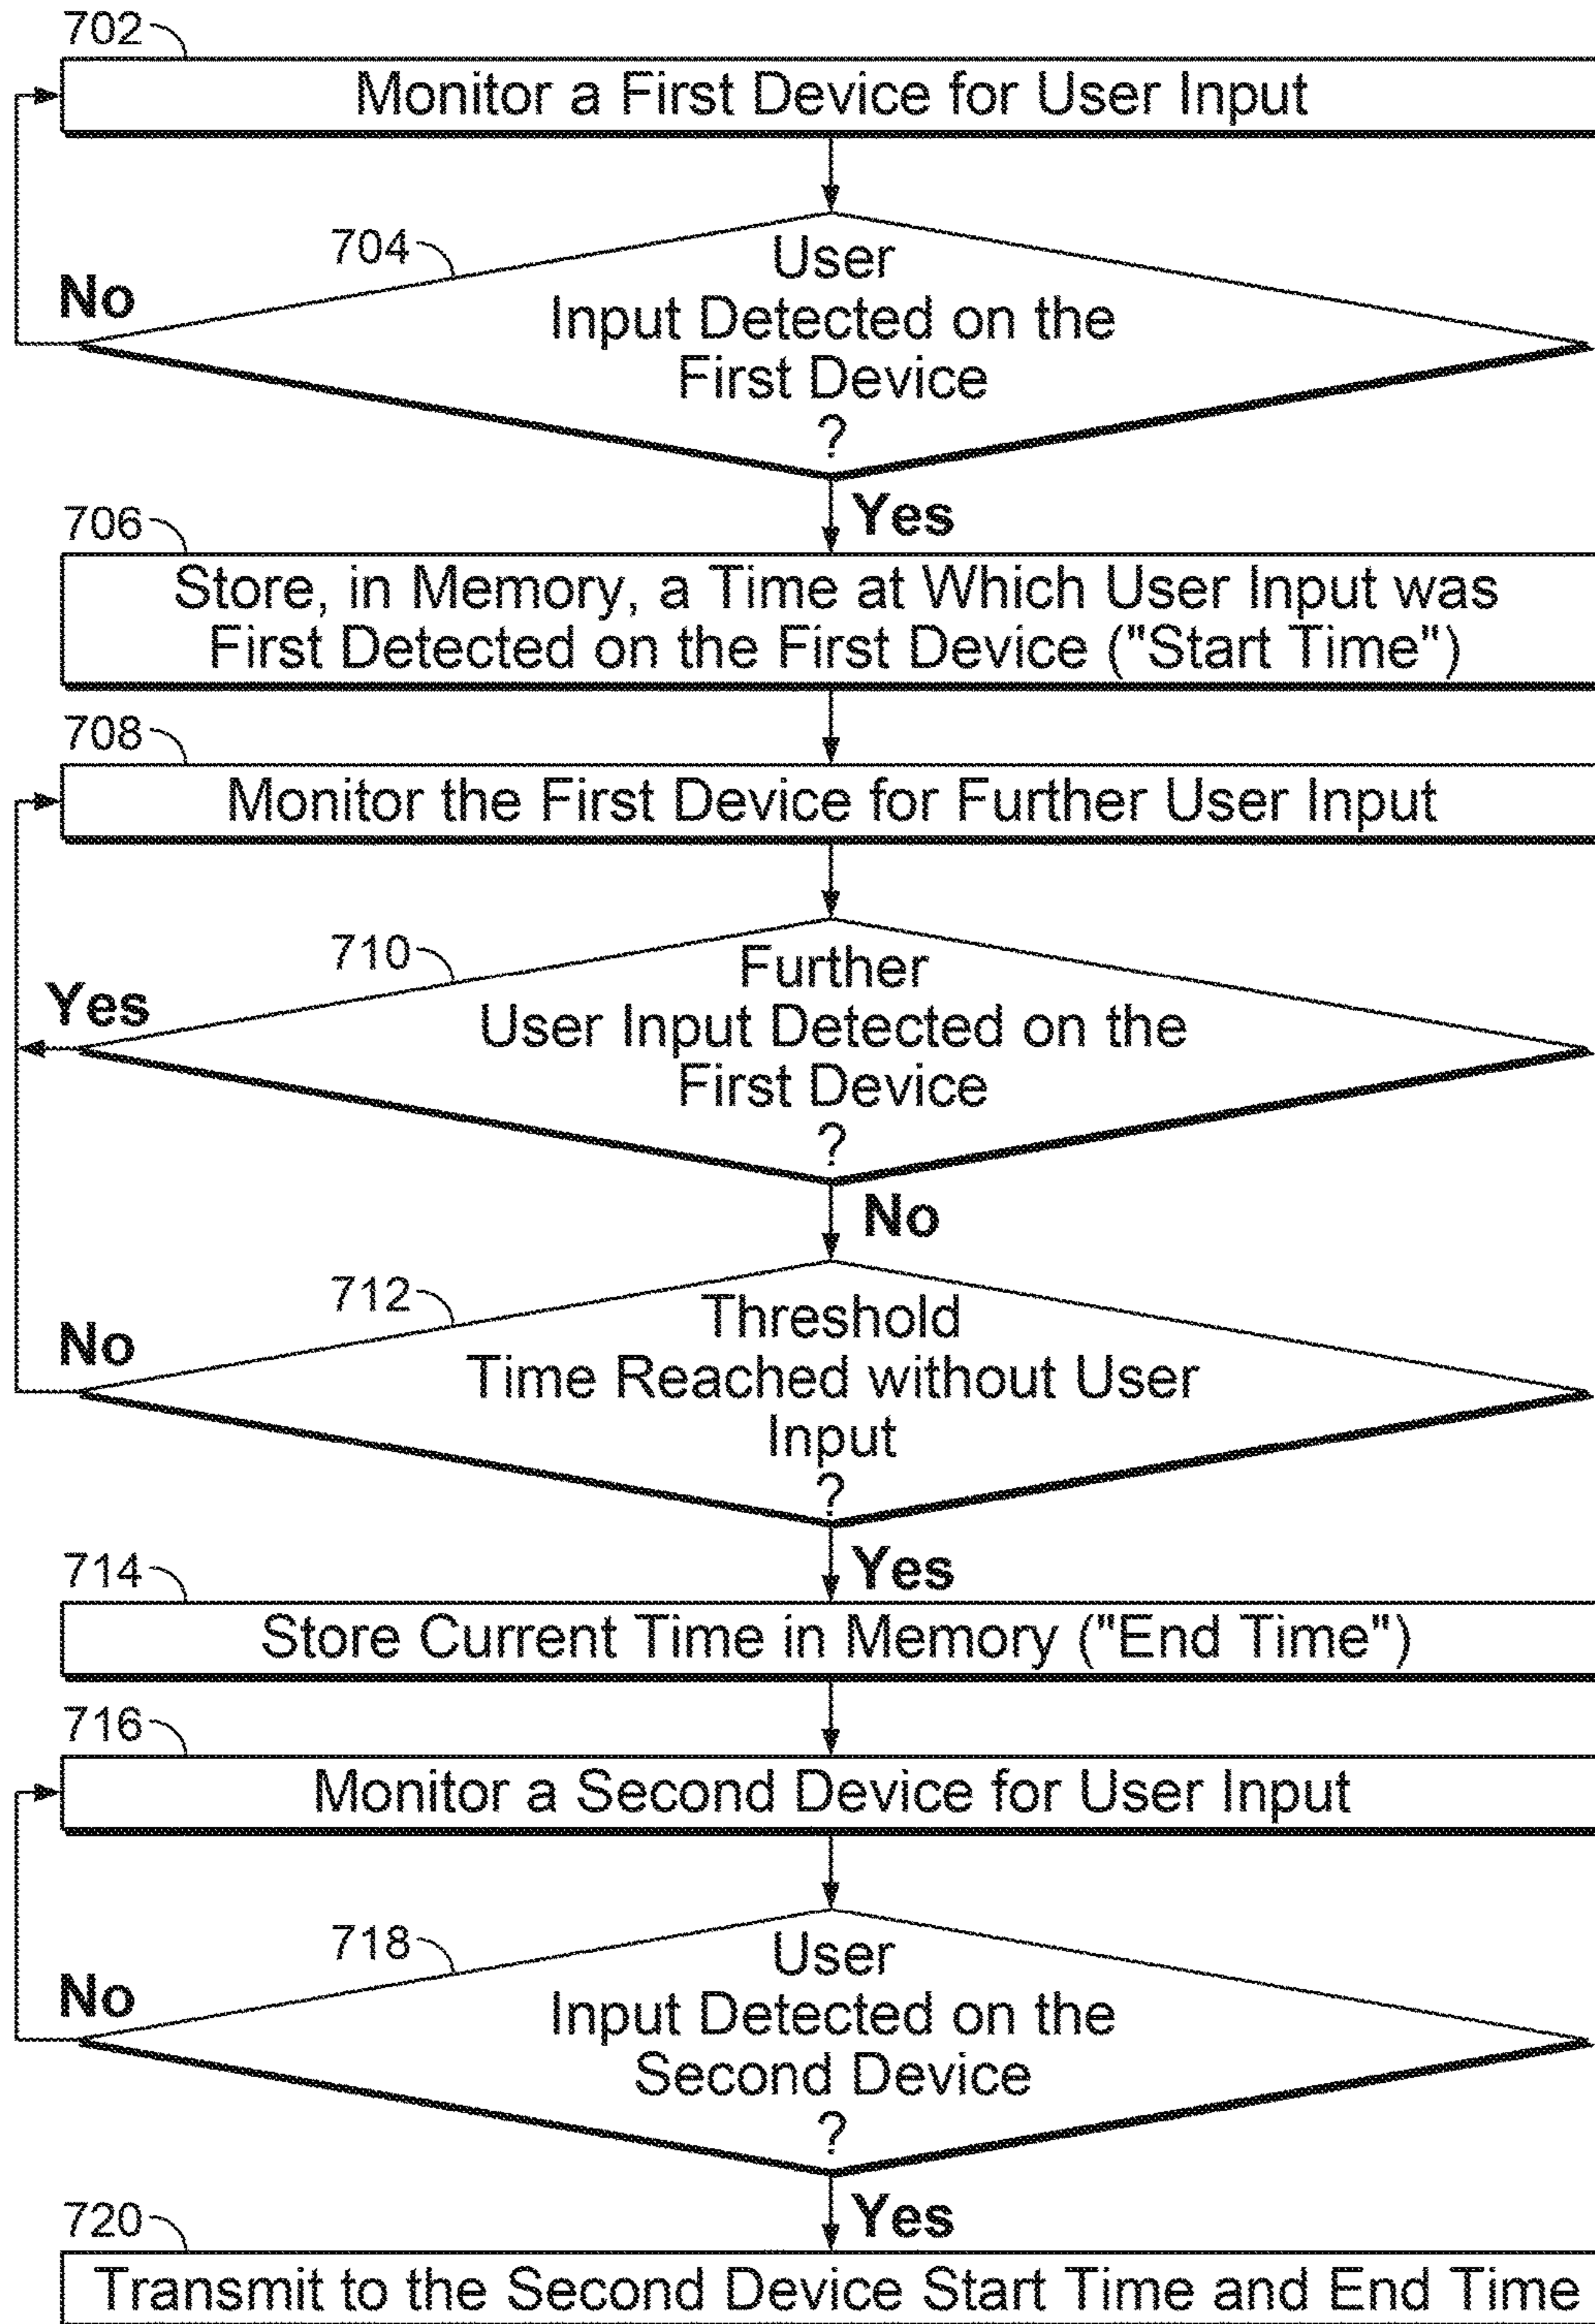 702
Monitor a First Device for User Input
704
User
Input Detected on the
First Device
?
No
Yes
706
Store, in Memory, a Time at Which User Input was
First Detected on the First Device ("Start Time")
708
Monitor the First Device for Further User Input
710
Further
User Input Detected on the
First Device
?
Yes
No
712
Threshold
Time Reached without User
Input
?
No
Yes
714
Store Current Time in Memory ("End Time")
716
Monitor a Second Device for User Input
718
User
Input Detected on the
Second Device
?
No
Yes
720
Transmit to the Second Device Start Time and End Time